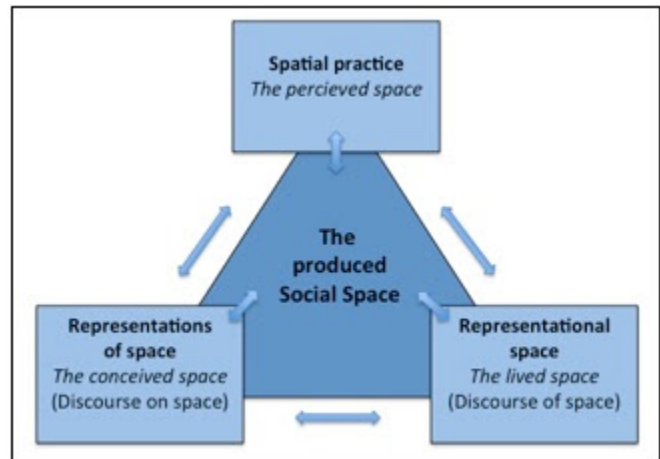 Spatial practice
The percieved space
The
produced
Social Space
Representations
of space
The conceived space
(Discourse on space)
Representational
space
The lived space
(Discourse of space)